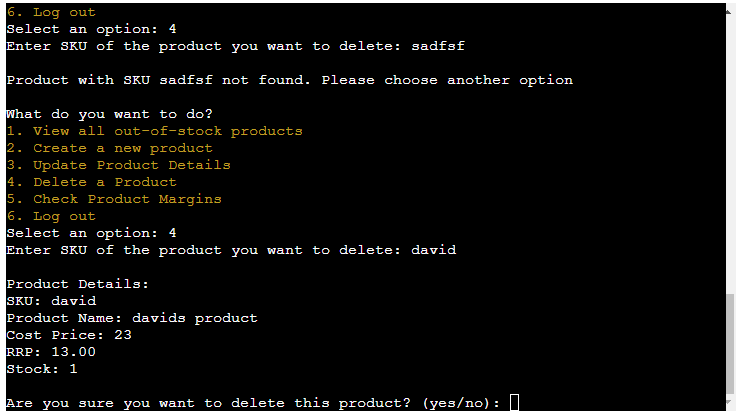 6. Log out
Select an option: 4
Enter SKU of the product you want to delete: sadfsf
Product with SKU sadfsf not found. Please choose another option
What do you want to do?
1. View all out-of-stock products
2. Create a new product
3. Update Product Details
4. Delete a Product
5. Check Product Margins
6. Log out
Select an option: 4
Enter SKU of the product you want to delete: david
Product Details:
SKU: david
Product Name: davids product
Cost Price: 23
RRP: 13.00
Stock: 1
Are you sure you want to delete this product? (yes/no):